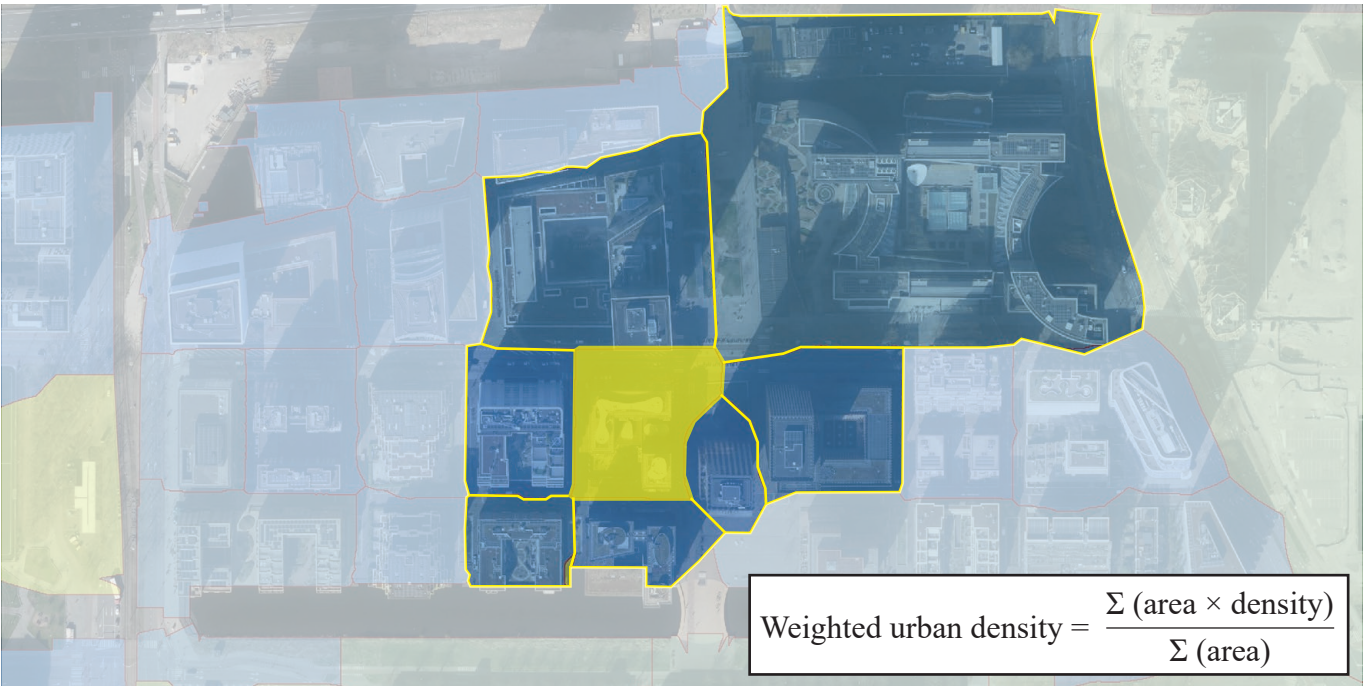 Weighted urban density = Σ (area × density) / Σ (area)